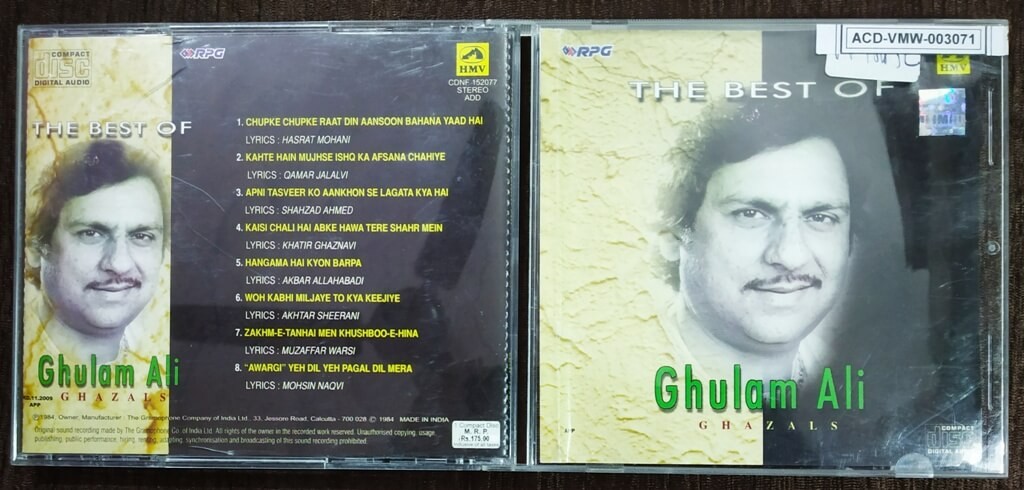 COMPACT
disc
DIGITAL AUDIO
RPG
HMV
CDNF 152077
STEREO
ADD
THE BEST OF
1. CHUPKE CHUPKE RAAT DIN AANSOON BAHANA YAAD HAI
LYRICS : HASRAT MOHANI
2. KAHTE HAIN MUJHSE ISHQ KA AFSANA CHAHIYE
LYRICS : QAMAR JALALVI
3. APNI TASVEER KO AANKHON SE LAGATA KYA HAI
LYRICS : SHAHZAD AHMED
4. KAISI CHALI HAI ABKE HAWA TERE SHAHR MEIN
LYRICS : KHATIR GHAZNAVI
5. HANGAMA HAI KYON BARPA
LYRICS : AKBAR ALLAHABADI
6. WOH KABHI MILJAYE TO KYA KEEJIYE
LYRICS : AKHTAR SHEERANI
7. ZAKHM-E-TANHAI MEN KHUSHBOO-E-HINA
LYRICS : MUZAFFAR WARSI
8. "AWARGI" YEH DIL YEH PAGAL DIL MERA
LYRICS : MOHSIN NAQVI
Ghulam Ali
GHAZALS
APP
1984, Owner, Manufacturer : The Gramophone Company of India Ltd., 33, Jessore Road, Calcutta - 700 028 © 1984 MADE IN INDIA
Original sound recording made by The Gramophone Co. of India Ltd. All rights of the owner in the recorded work reserved. Unauthorised copying, usage,
publishing, public performance, hiring, rental, adapting, synchronisation and broadcasting of this sound recording prohibited.
1 Compact Disc
M. R. P.
Rs.175.00
Inclusive of all taxes
RPG
ACD-VMW-003071
HMV
THE BEST OF
Ghulam Ali
GHAZALS
COMPACT
disc
DIGITAL AUDIO